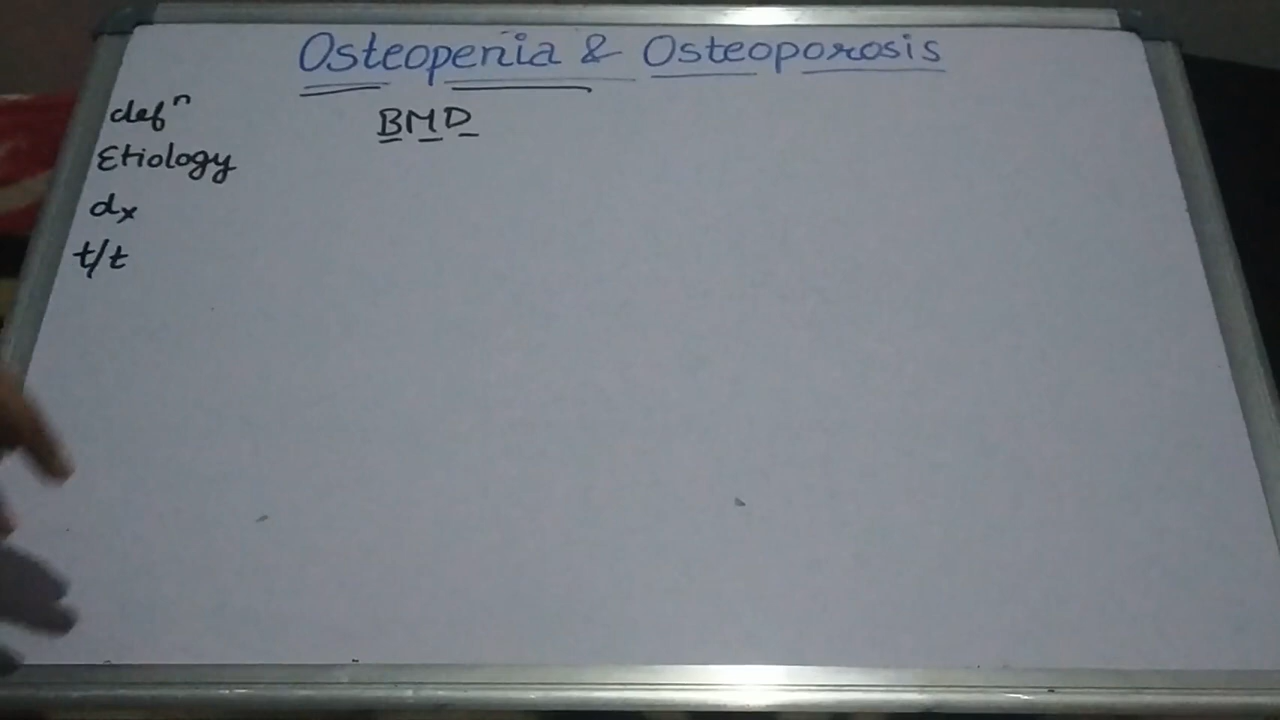 Osteopenia & Osteoporosis
defⁿ
BMD
Etiology
dx
t/t